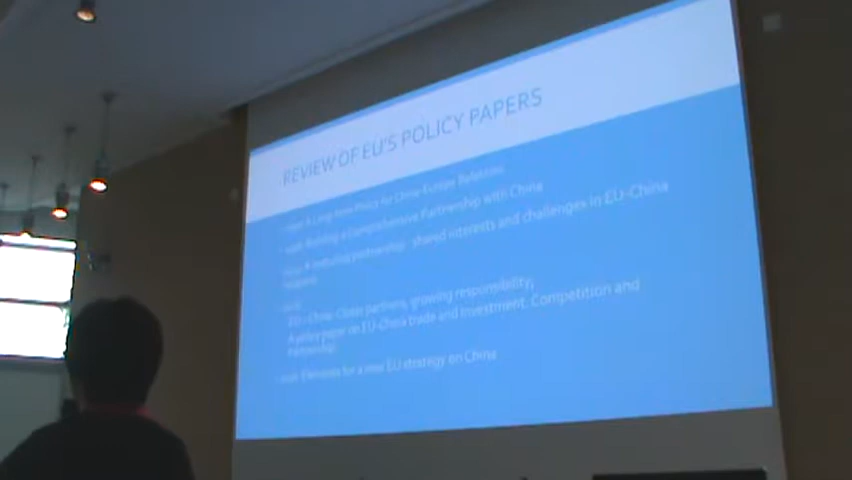 REVIEW OF EU'S POLICY PAPERS
A Long-term Policy for China-Europe Relations
Building a Comprehensive Partnership with China
A maturing partnership: shared interests and challenges in EU-China
relations
EU - China: Closer partners, growing responsibility,
A policy paper on EU-China trade and investment: Competition and
Partnership
Elements for a new EU strategy on China